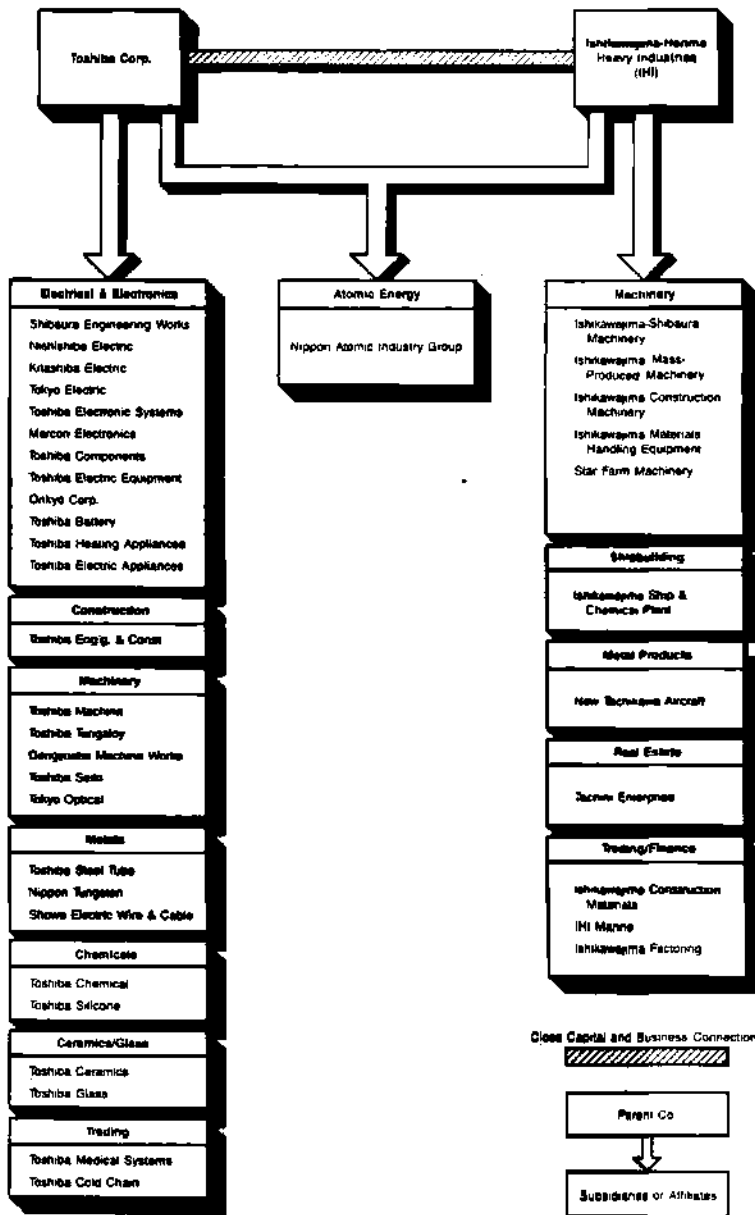 Toshiba Corp.
Ishikawajima-Harima
Heavy Industries
(IHI)
Electrical & Electronics
Shibaura Engineering Works
Nishishiba Electric
Kitashiba Electric
Tokyo Electric
Toshiba Electronic Systems
Marcon Electronics
Toshiba Components
Toshiba Electric Equipment
Onkyo Corp.
Toshiba Battery
Toshiba Heating Appliances
Toshiba Electric Appliances
Construction
Toshiba Eng'g. & Const
Machinery
Toshiba Machine
Toshiba Tungaloy
Machine Works
Toshiba Seiki
Tokyo Optical
Metals
Toshiba Steel Tube
Nippon Tungsten
Showa Electric Wire & Cable
Chemicals
Toshiba Chemical
Toshiba Silicone
Ceramics/Glass
Toshiba Ceramics
Toshiba Glass
Trading
Toshiba Medical Systems
Toshiba Cold Chain
Atomic Energy
Nippon Atomic Industry Group
Machinery
Ishikawajima-Shibaura
Machinery
Ishikawajima Mass-
Produced Machinery
Ishikawajima Construction
Machinery
Ishikawajima Materials
Handling Equipment
Star Farm Machinery
Shipbuilding
Ishikawajima Ship &
Chemical Plant
Metal Products
New Tachikawa Aircraft
Real Estate
Enterprise
Trading/Finance
Ishikawajima Construction
Materials
IHI Marine
Ishikawajima Factoring
Close Capital and Business Connection
Parent Co
Subsidiaries or Affiliates